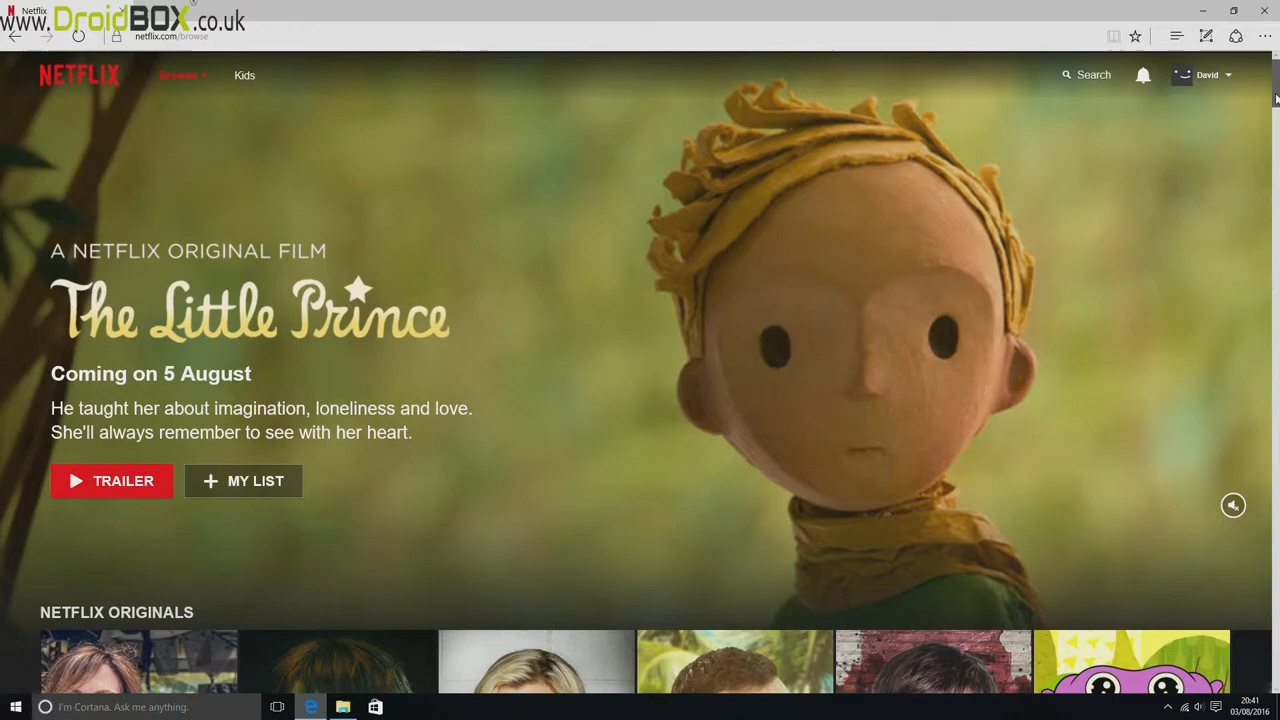 Netflix
www.DroidBOX.co.uk
netflix.com/browse
NETFLIX
Browse
Kids
Search
David
A NETFLIX ORIGINAL FILM
The Little Prince
Coming on 5 August
He taught her about imagination, loneliness and love.
She'll always remember to see with her heart.
TRAILER
MY LIST
NETFLIX ORIGINALS
I'm Cortana. Ask me anything.
20:41
03/08/2016